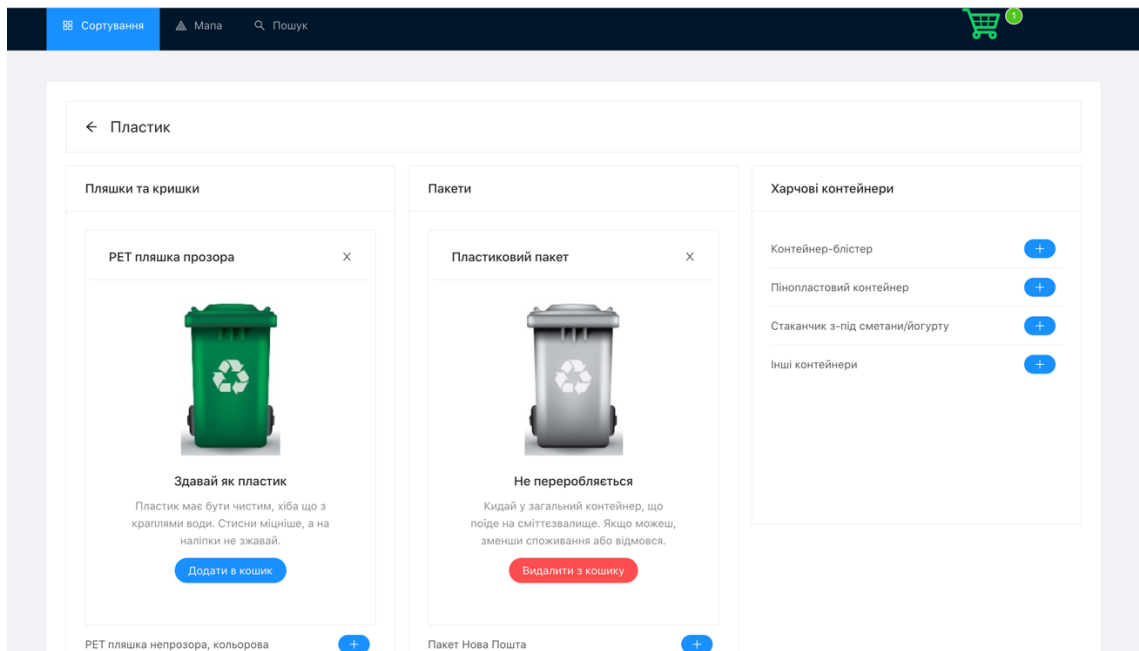 Сортування
Мапа
Пошук
1
Пластик
Пляшки та кришки
PET пляшка прозора
Здавай як пластик
Пластик має бути чистим, хіба що з
краплями води. Стисни міцніше, а на
наліпки не зжавай.
Додати в кошик
PET пляшка непрозора, кольорова
Пакети
Пластиковий пакет
Не переробляється
Кидай у загальний контейнер, що
поїде на сміттєзвалище. Якщо можеш,
зменши споживання або відмовся.
Видалити з кошику
Пакет Нова Пошта
Харчові контейнери
Контейнер-блістер
Пінопластовий контейнер
Стаканчик з-під сметани/йогурту
Інші контейнери